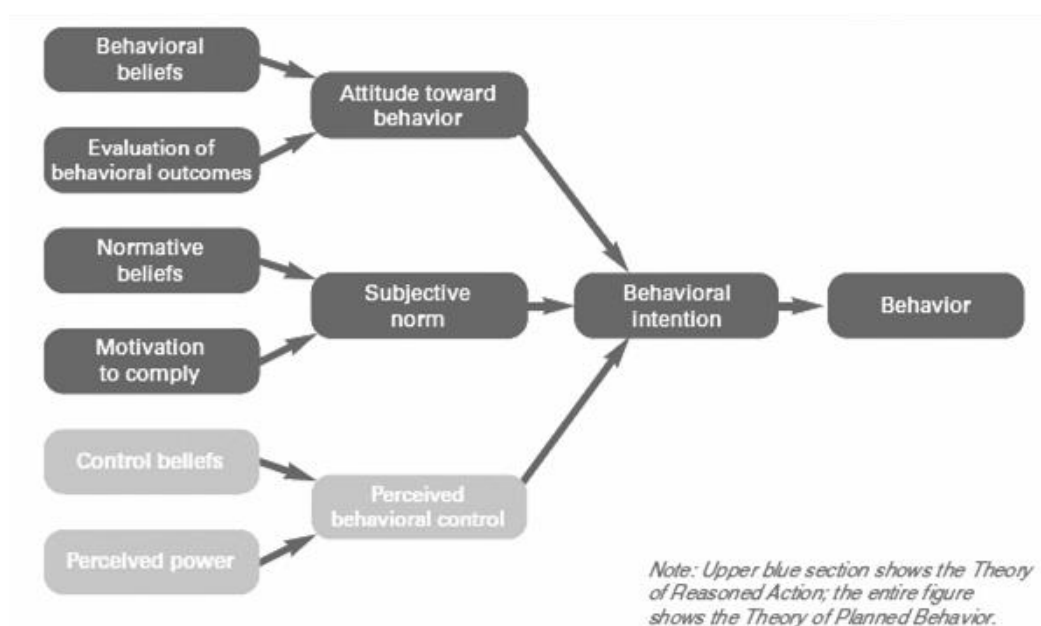 Behavioral
beliefs
Attitude toward
behavior
Evaluation of
behavioral outcomes
Normative
beliefs
Subjective
norm
Behavioral
intention
Behavior
Motivation
to comply
Control beliefs
Perceived
behavioral control
Perceived power
Note: Upper blue section shows the Theory
of Reasoned Action; the entire figure
shows the Theory of Planned Behavior.